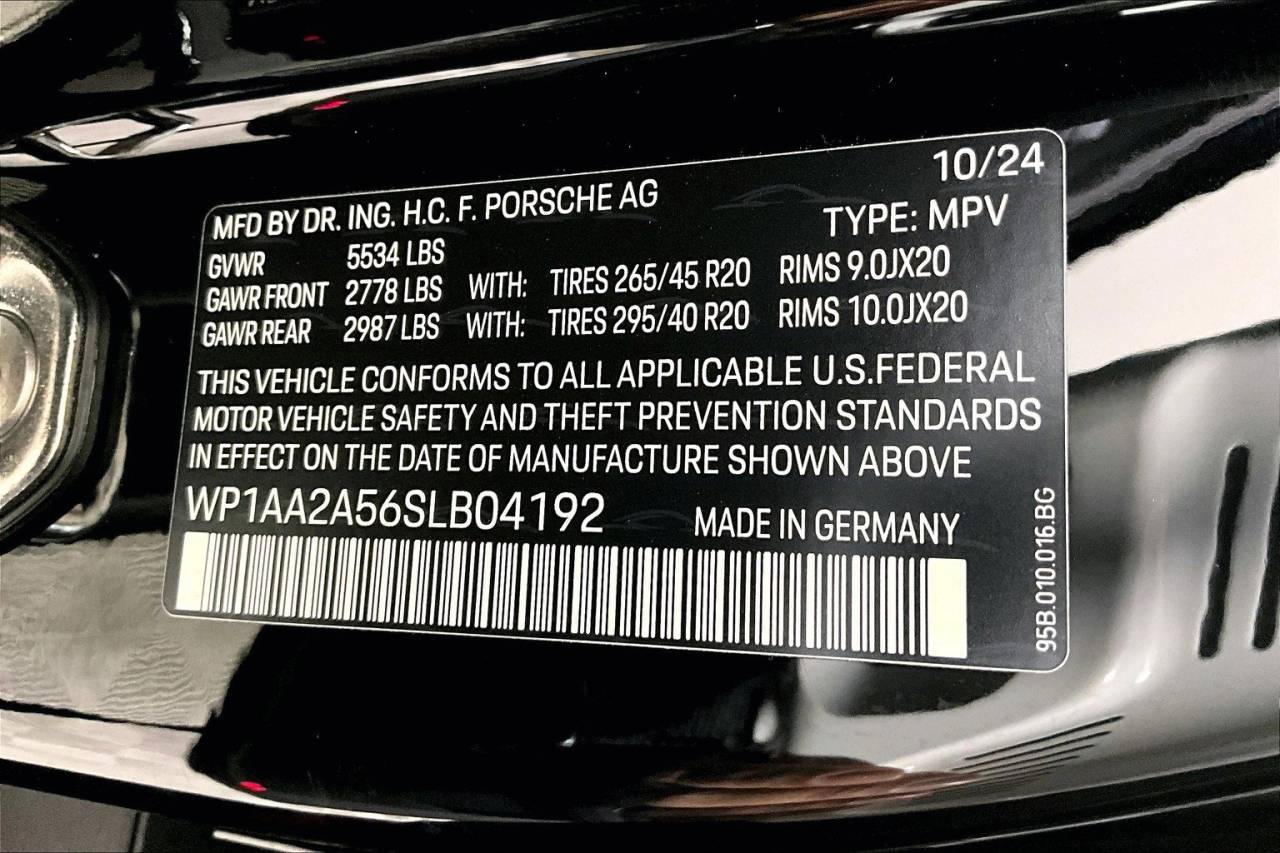 10/24
MFD BY DR. ING. H.C. F. PORSCHE AG
TYPE: MPV
GVWR 5534 LBS
GAWR FRONT 2778 LBS WITH: TIRES 265/45 R20 RIMS 9.0JX20
GAWR REAR 2987 LBS WITH: TIRES 295/40 R20 RIMS 10.0JX20
THIS VEHICLE CONFORMS TO ALL APPLICABLE U.S.FEDERAL
MOTOR VEHICLE SAFETY AND THEFT PREVENTION STANDARDS
IN EFFECT ON THE DATE OF MANUFACTURE SHOWN ABOVE
WP1AA2A56SLB04192
MADE IN GERMANY
95B.010.016.BG